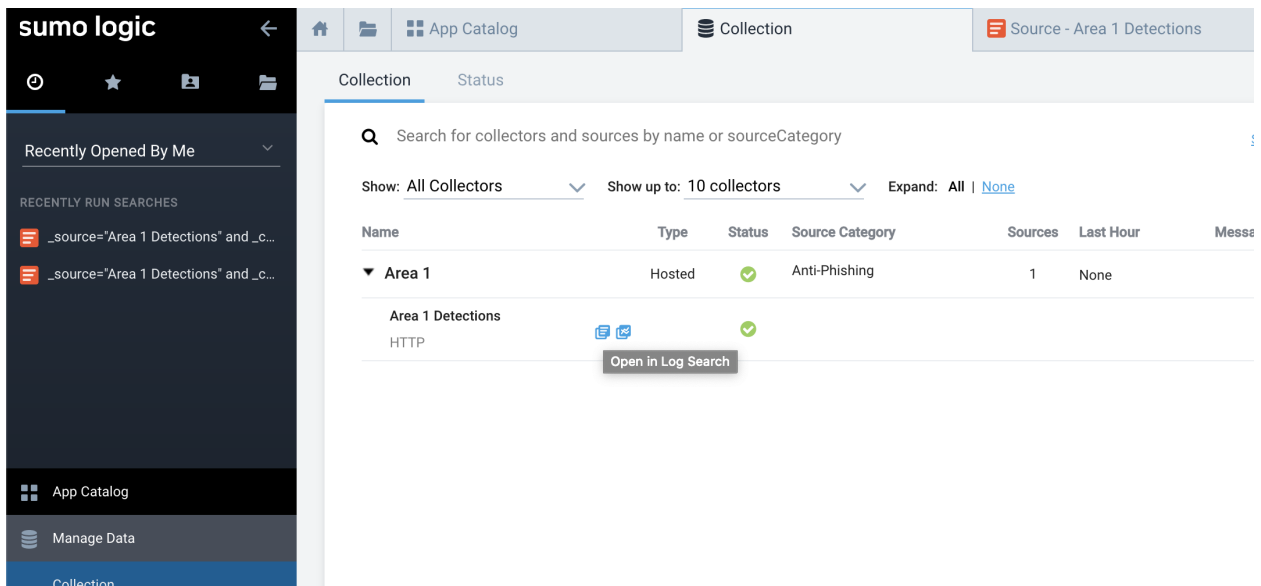 sumo logic
App Catalog
Collection
Source - Area 1 Detections
Collection
Status
Recently Opened By Me
RECENTLY RUN SEARCHES
_source="Area 1 Detections" and _c...
_source="Area 1 Detections" and _c...
App Catalog
Manage Data
Collection
Search for collectors and sources by name or sourceCategory
Show: All Collectors Show up to: 10 collectors Expand: All | None
Name Type Status Source Category Sources Last Hour Messa
Area 1 Hosted Anti-Phishing 1 None
Area 1 Detections
HTTP
Open in Log Search